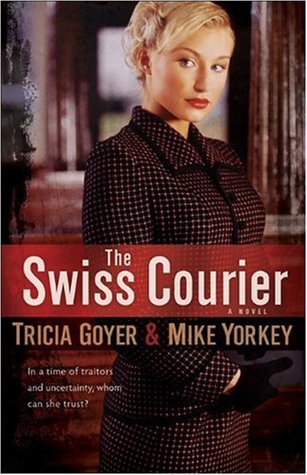 The
Swiss Courier
A NOVEL
TRICIA GOYER & MIKE YORKEY
In a time of traitors
and uncertainty, whom
can she trust?